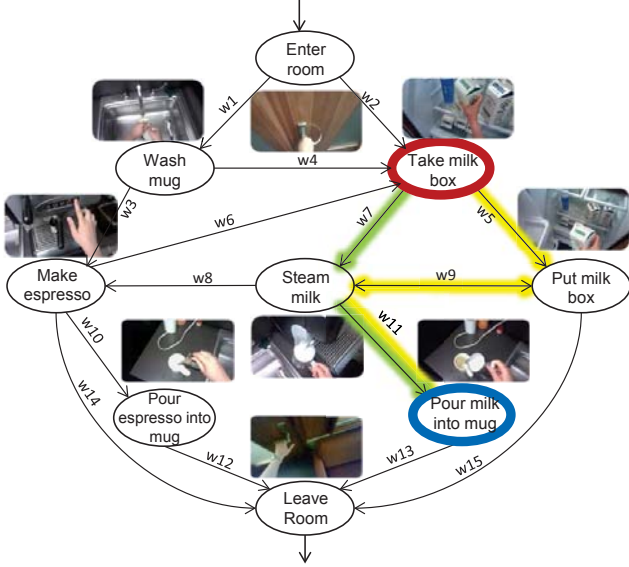 Enter
room
w1
w2
Wash
mug
w4
Take milk
box
w3
w6
w7
w5
Make
espresso
w8
Steam
milk
w9
Put milk
box
w10
w11
w14
Pour
espresso into
mug
Pour milk
into mug
w12
w13
w15
Leave
Room